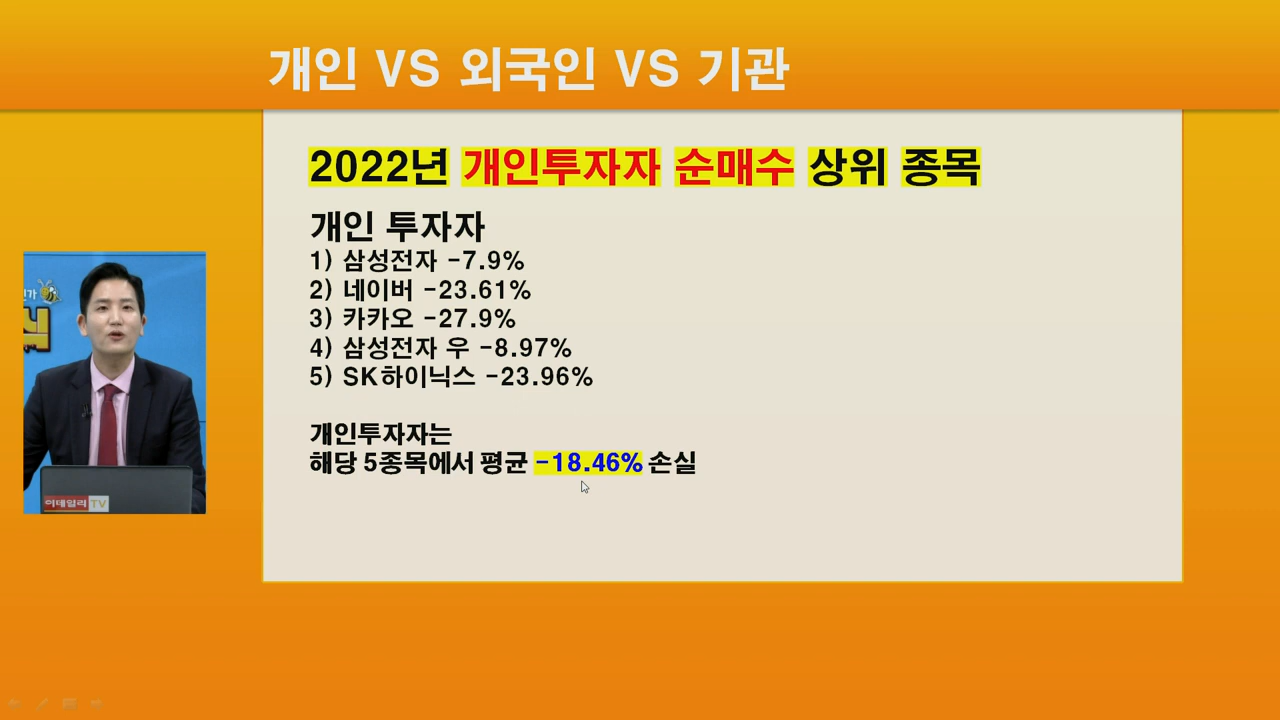 개인 VS 외국인 VS 기관
2022년 개인투자자 순매수 상위 종목
개인 투자자
1) 삼성전자 -7.9%
2) 네이버 -23.61%
3) 카카오 -27.9%
4) 삼성전자 우 -8.97%
5) SK하이닉스 -23.96%
개인투자자는
해당 5종목에서 평균 -18.46% 손실
이데일리 TV